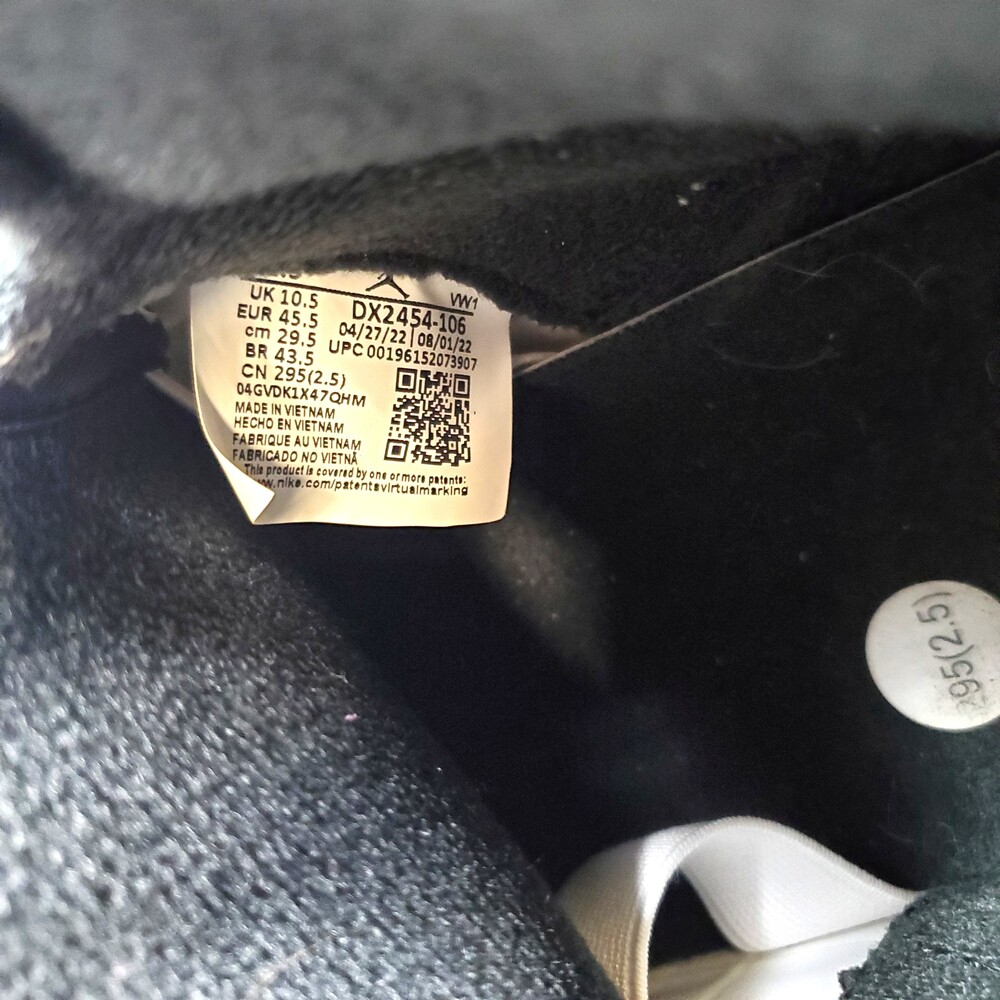 UK 10.5
EUR 45.5
cm 29.5
BR 43.5
CN 295(2.5)
04GVDK1X47QHM
MADE IN VIETNAM
HECHO EN VIETNAM
FABRIQUE AU VIETNAM
FABRICADO NO VIETNÃ
This product is covered by one or more patents:
.nike.com/patentsvirtualmarking
VW1
DX2454-106
04/27/22 | 08/01/22
UPC 00196152073907
295(2.5)